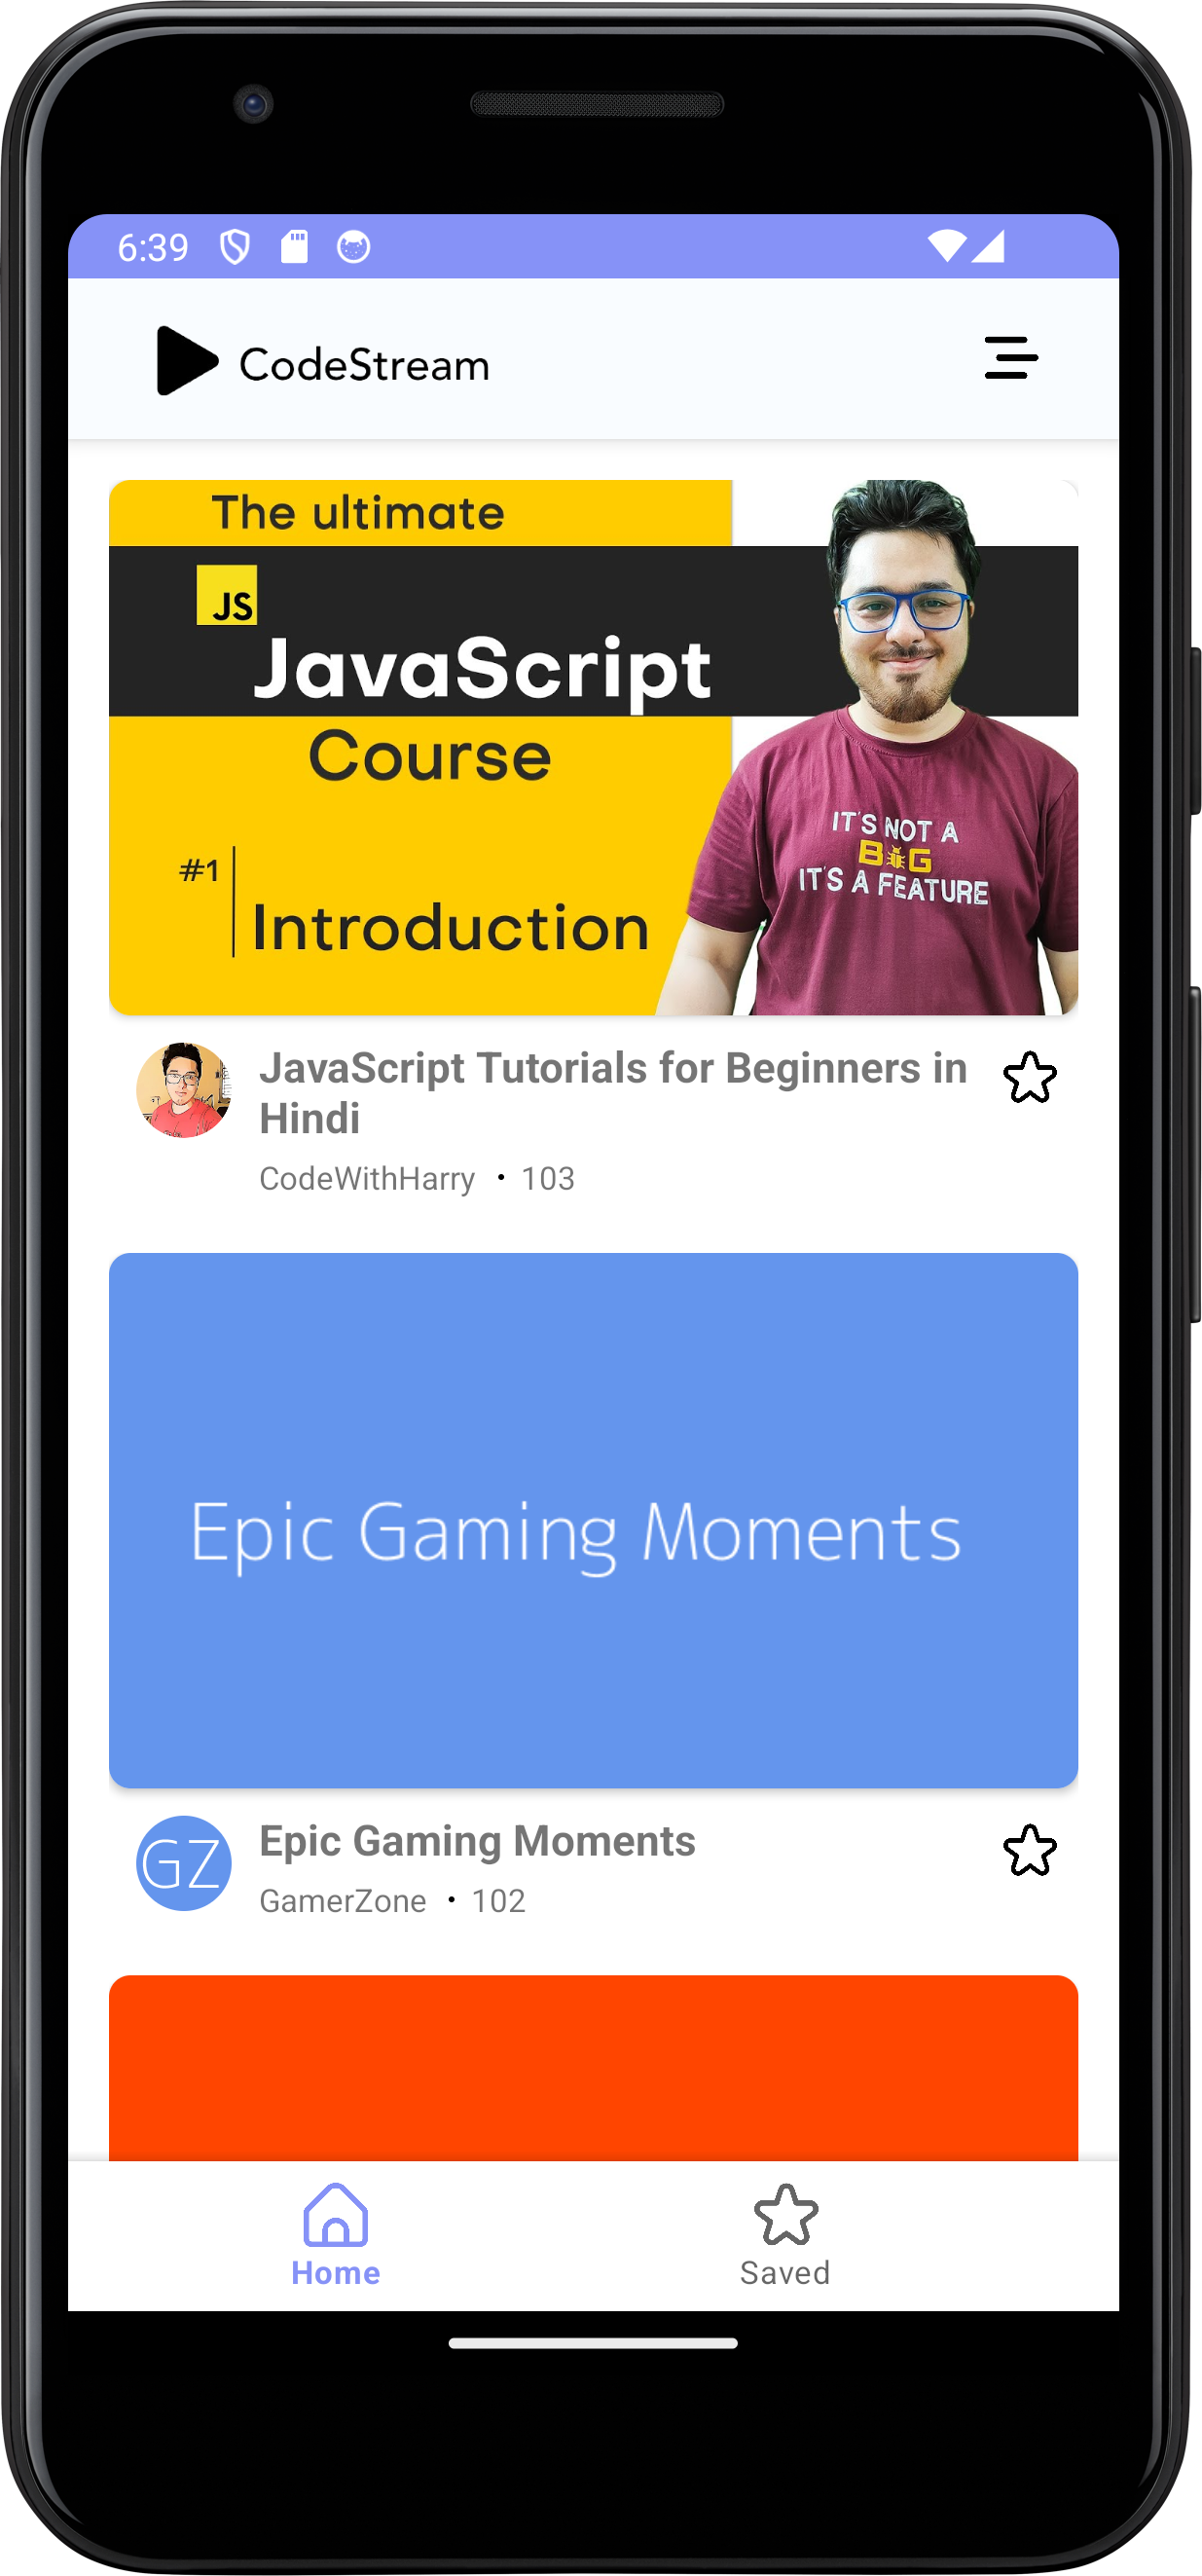 6:39
CodeStream
The ultimate
JS
JavaScript
Course
#1
Introduction
IT'S NOT A
BUG
IT'S A FEATURE
JavaScript Tutorials for Beginners in
Hindi
CodeWithHarry • 103
Epic Gaming Moments
GZ
Epic Gaming Moments
GamerZone • 102
Home
Saved